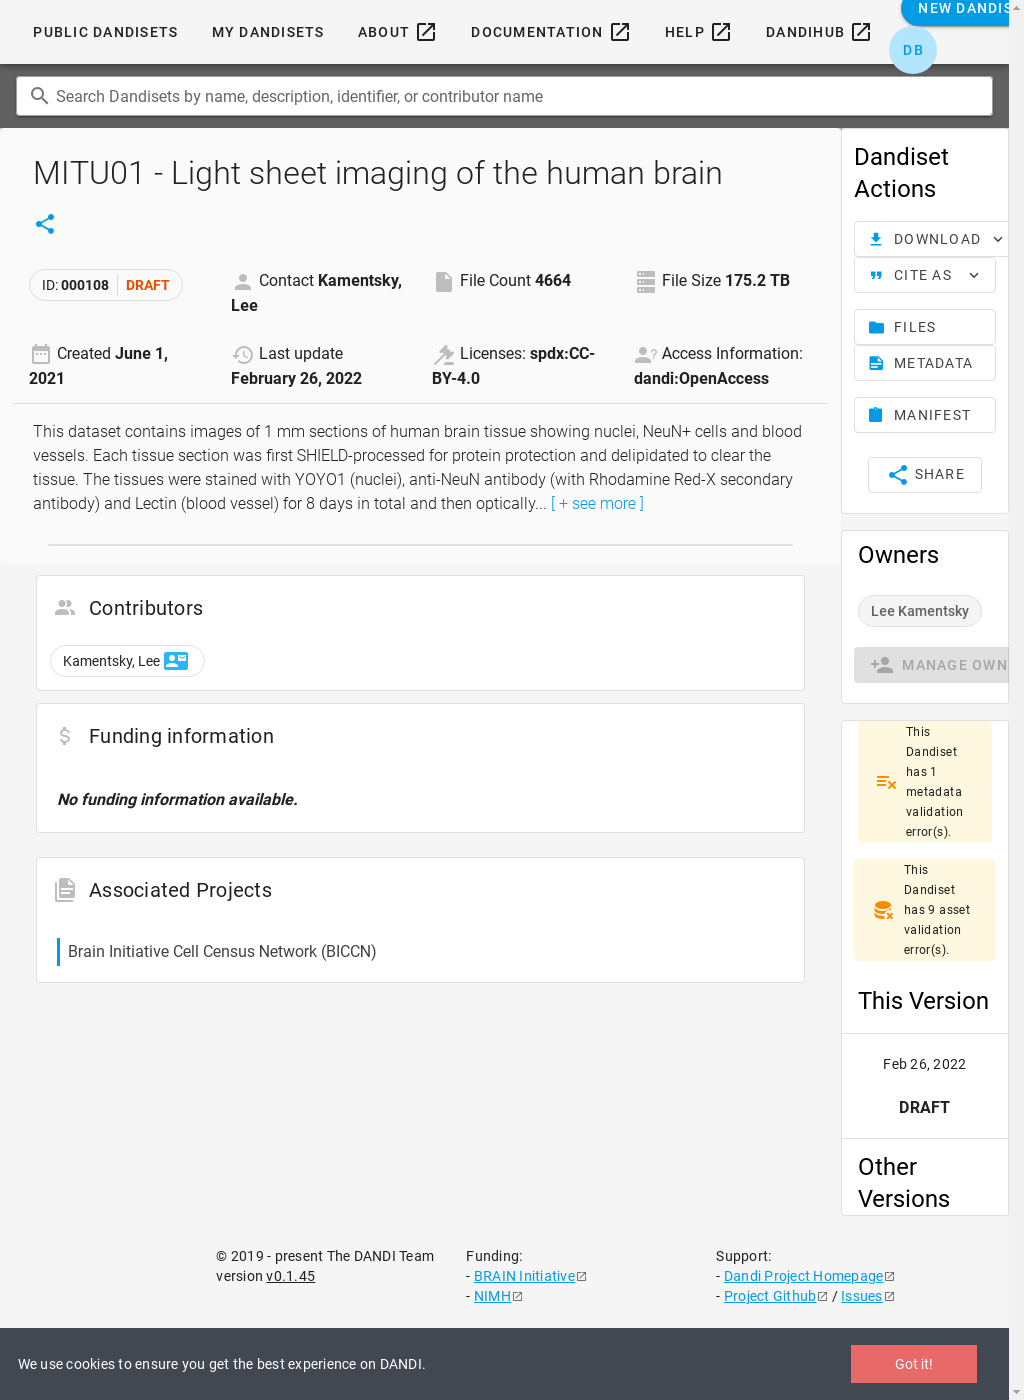 PUBLIC DANDISETS
MY DANDISETS
ABOUT
DOCUMENTATION
HELP
DANDIHUB
NEW DANDIS
DB
Search Dandisets by name, description, identifier, or contributor name
MITU01 - Light sheet imaging of the human brain
ID: 000108 DRAFT
Contact Kamentsky,
Lee
File Count 4664
File Size 175.2 TB
Created June 1,
2021
Last update
February 26, 2022
Licenses: spdx:CC-
BY-4.0
Access Information:
dandi:OpenAccess
This dataset contains images of 1 mm sections of human brain tissue showing nuclei, NeuN+ cells and blood
vessels. Each tissue section was first SHIELD-processed for protein protection and delipidated to clear the
tissue. The tissues were stained with YOYO1 (nuclei), anti-NeuN antibody (with Rhodamine Red-X secondary
antibody) and Lectin (blood vessel) for 8 days in total and then optically... [ + see more ]
Contributors
Kamentsky, Lee
Funding information
No funding information available.
Associated Projects
Brain Initiative Cell Census Network (BICCN)
Dandiset
Actions
DOWNLOAD
CITE AS
FILES
METADATA
MANIFEST
SHARE
Owners
Lee Kamentsky
MANAGE OWN
This
Dandiset
has 1
metadata
validation
error(s).
This
Dandiset
has 9 asset
validation
error(s).
This Version
Feb 26, 2022
DRAFT
Other
Versions
© 2019 - present The DANDI Team
version v0.1.45
Funding:
- BRAIN Initiative
- NIMH
Support:
- Dandi Project Homepage
- Project Github / Issues
We use cookies to ensure you get the best experience on DANDI.
Got it!